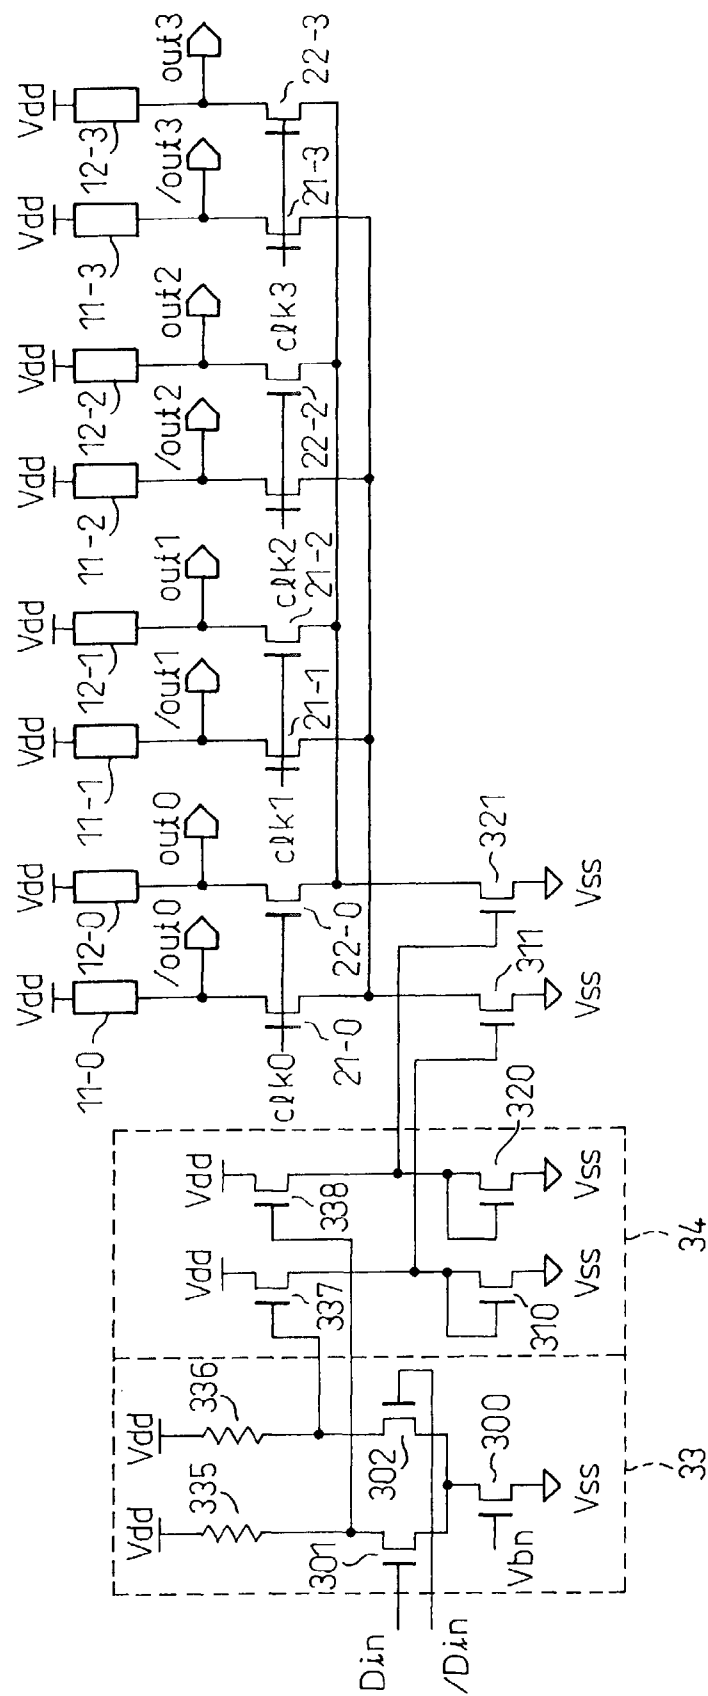 Vdd Vdd Vdd Vdd Vdd Vdd Vdd Vdd
11-0 12-0 11-1 12-1 11-2 12-2 11-3 12-3
Vdd Vdd
/out0 out0 /out1 out1 /out2 out2 /out3 out3
335 336
Vdd Vdd
clk0 clk1 clk2 clk3
301 337 338
21-0 22-0 21-1 21-2 22-2 21-3 22-3
Din
302
/Din
300 310 320 311 321
Vbn
Vss Vss Vss Vss Vss
33 34